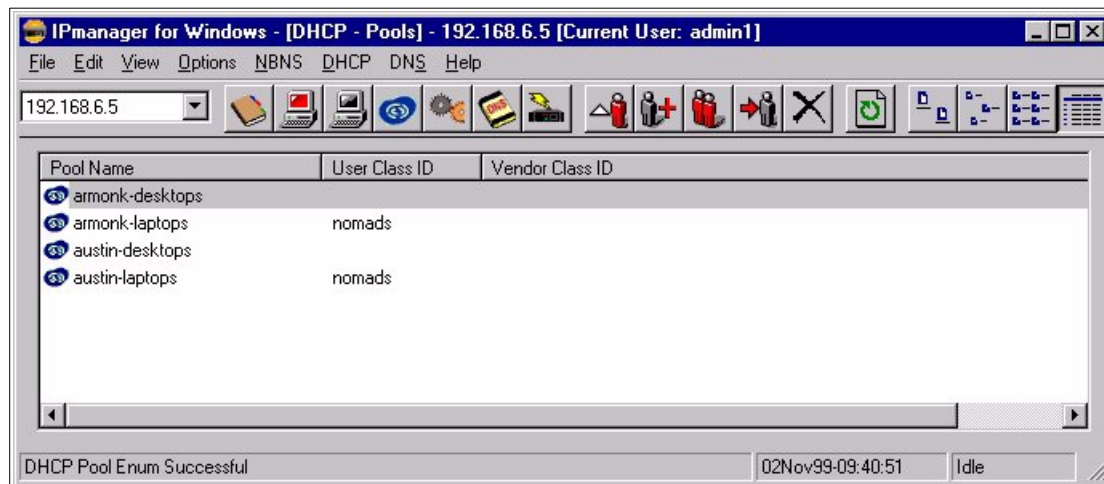 IPmanager for Windows - [DHCP - Pools] - 192.168.6.5 [Current User: admin1]
File Edit View Options NBNS DHCP DNS Help
192.168.6.5
DNS
Pool Name User Class ID Vendor Class ID
armonk-desktops
armonk-laptops nomads
austin-desktops
austin-laptops nomads
DHCP Pool Enum Successful 02Nov99-09:40:51 Idle